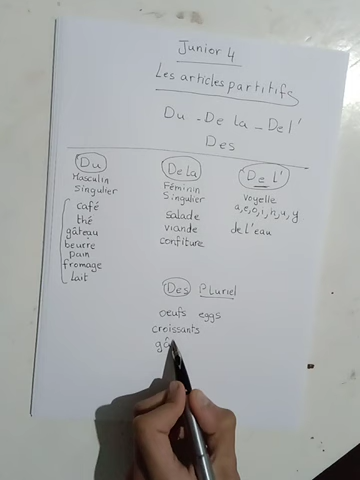 Junior 4
Les articles partitifs
Du - De la - De l'
Des
Du
Masculin
singulier
café
thé
gâteau
beurre
pain
fromage
lait
De la
Féminin
Singulier
salade
viande
confiture
De l'
voyelle
a, e, o, i, h, u, y
de l'eau
Des Pluriel
oeufs eggs
croissants
gâ